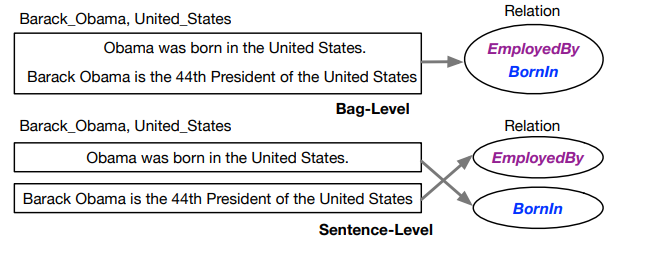 Barack_Obama, United_States
Relation
Obama was born in the United States.
Barack Obama is the 44th President of the United States
EmployedBy
BornIn
Bag-Level
Barack_Obama, United_States
Relation
Obama was born in the United States.
EmployedBy
Barack Obama is the 44th President of the United States
BornIn
Sentence-Level